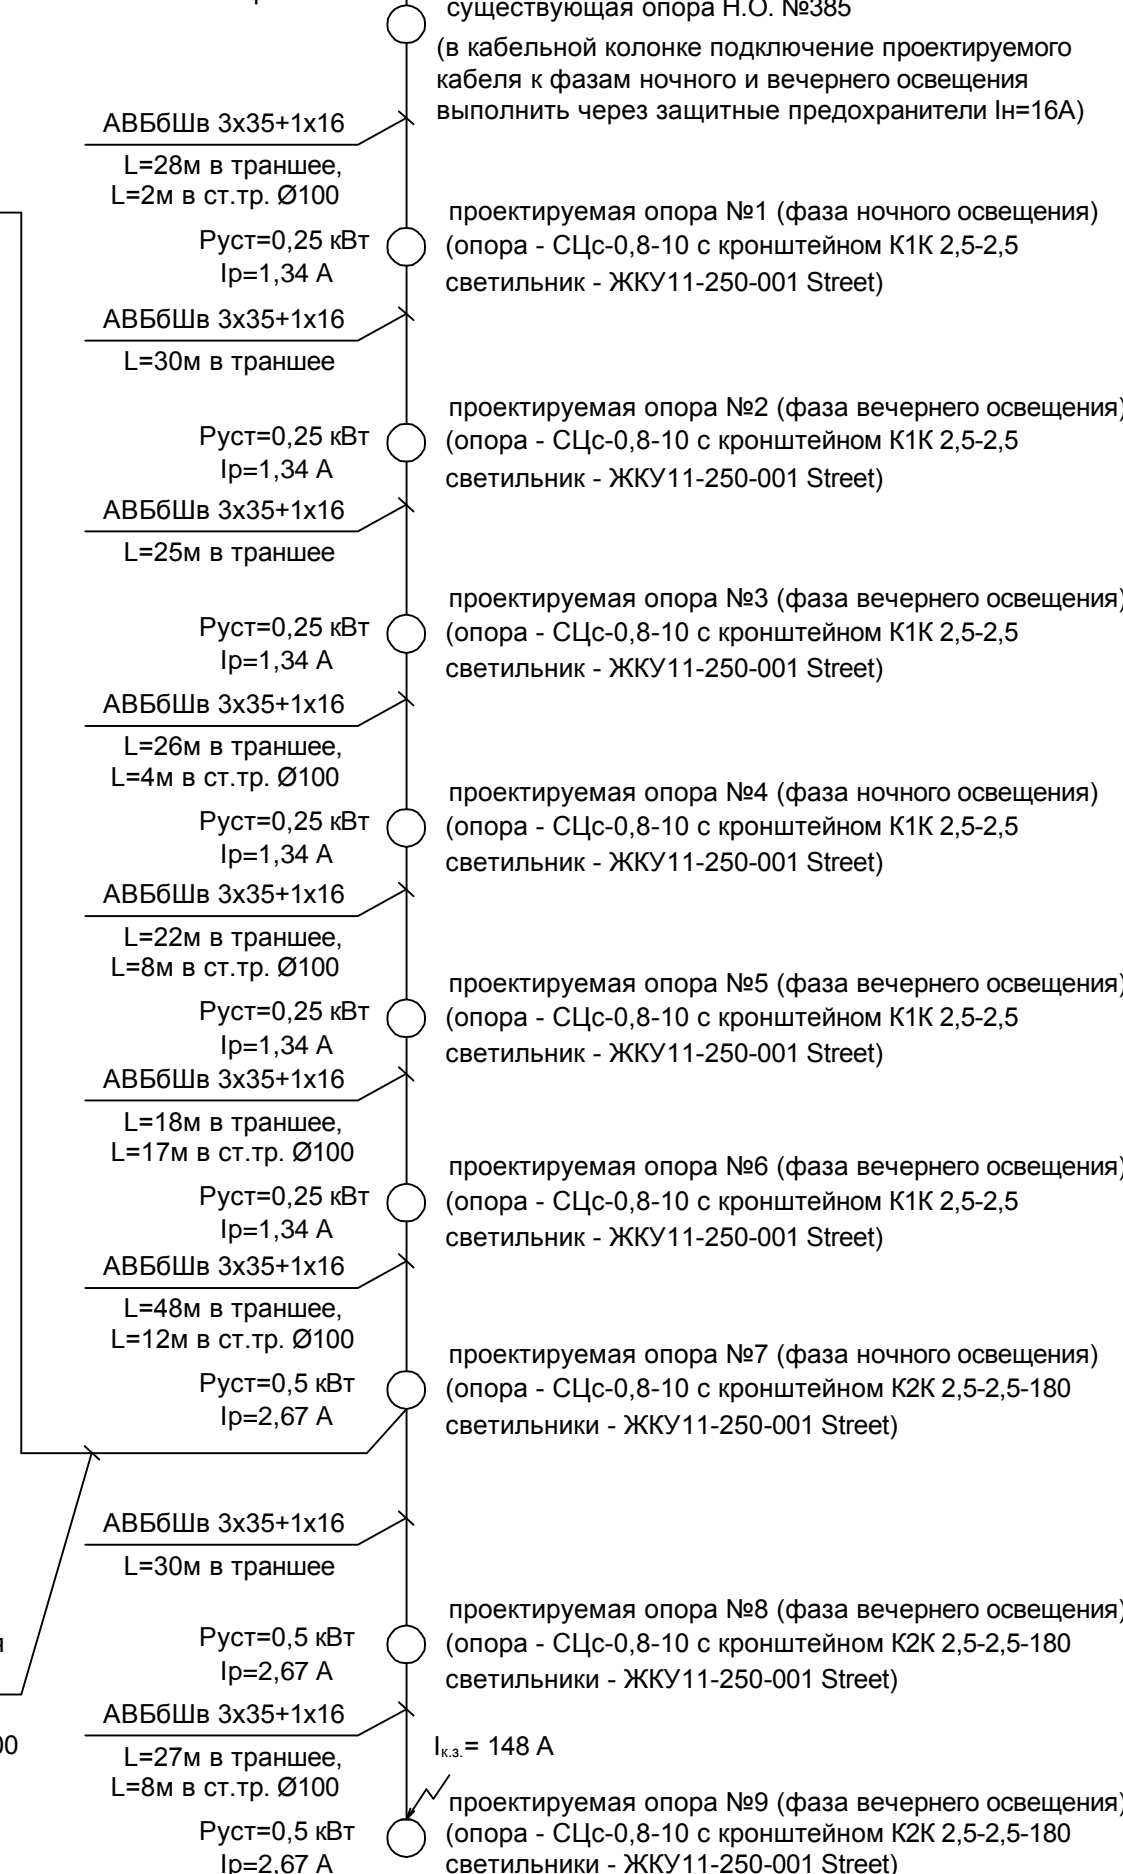 существующая опора Н.О. №385
(в кабельной колонке подключение проектируемого
кабеля к фазам ночного и вечернего освещения
выполнить через защитные предохранители Iн=16А)
АВБбШв 3х35+1х16
L=28м в траншее,
L=2м в ст.тр. Ø100
проектируемая опора №1 (фаза ночного освещения)
Руст=0,25 кВт
(опора - СЦс-0,8-10 с кронштейном К1К 2,5-2,5
Iр=1,34 А
светильник - ЖКУ11-250-001 Street)
АВБбШв 3х35+1х16
L=30м в траншее
проектируемая опора №2 (фаза вечернего освещения)
Руст=0,25 кВт
(опора - СЦс-0,8-10 с кронштейном К1К 2,5-2,5
Iр=1,34 А
светильник - ЖКУ11-250-001 Street)
АВБбШв 3х35+1х16
L=25м в траншее
проектируемая опора №3 (фаза вечернего освещения)
Руст=0,25 кВт
(опора - СЦс-0,8-10 с кронштейном К1К 2,5-2,5
Iр=1,34 А
светильник - ЖКУ11-250-001 Street)
АВБбШв 3х35+1х16
L=26м в траншее,
L=4м в ст.тр. Ø100
проектируемая опора №4 (фаза ночного освещения)
Руст=0,25 кВт
(опора - СЦс-0,8-10 с кронштейном К1К 2,5-2,5
Iр=1,34 А
светильник - ЖКУ11-250-001 Street)
АВБбШв 3х35+1х16
L=22м в траншее,
L=8м в ст.тр. Ø100
проектируемая опора №5 (фаза вечернего освещения)
Руст=0,25 кВт
(опора - СЦс-0,8-10 с кронштейном К1К 2,5-2,5
Iр=1,34 А
светильник - ЖКУ11-250-001 Street)
АВБбШв 3х35+1х16
L=18м в траншее,
L=17м в ст.тр. Ø100
проектируемая опора №6 (фаза вечернего освещения)
Руст=0,25 кВт
(опора - СЦс-0,8-10 с кронштейном К1К 2,5-2,5
Iр=1,34 А
светильник - ЖКУ11-250-001 Street)
АВБбШв 3х35+1х16
L=48м в траншее,
L=12м в ст.тр. Ø100
проектируемая опора №7 (фаза ночного освещения)
Руст=0,5 кВт
(опора - СЦс-0,8-10 с кронштейном К2К 2,5-2,5-180
Iр=2,67 А
светильники - ЖКУ11-250-001 Street)
АВБбШв 3х35+1х16
L=30м в траншее
проектируемая опора №8 (фаза вечернего освещения)
Руст=0,5 кВт
(опора - СЦс-0,8-10 с кронштейном К2К 2,5-2,5-180
Iр=2,67 А
светильники - ЖКУ11-250-001 Street)
АВБбШв 3х35+1х16
L=27м в траншее,
L=8м в ст.тр. Ø100
Iк.з.= 148 А
проектируемая опора №9 (фаза вечернего освещения)
Руст=0,5 кВт
(опора - СЦс-0,8-10 с кронштейном К2К 2,5-2,5-180
Iр=2,67 А
светильники - ЖКУ11-250-001 Street)